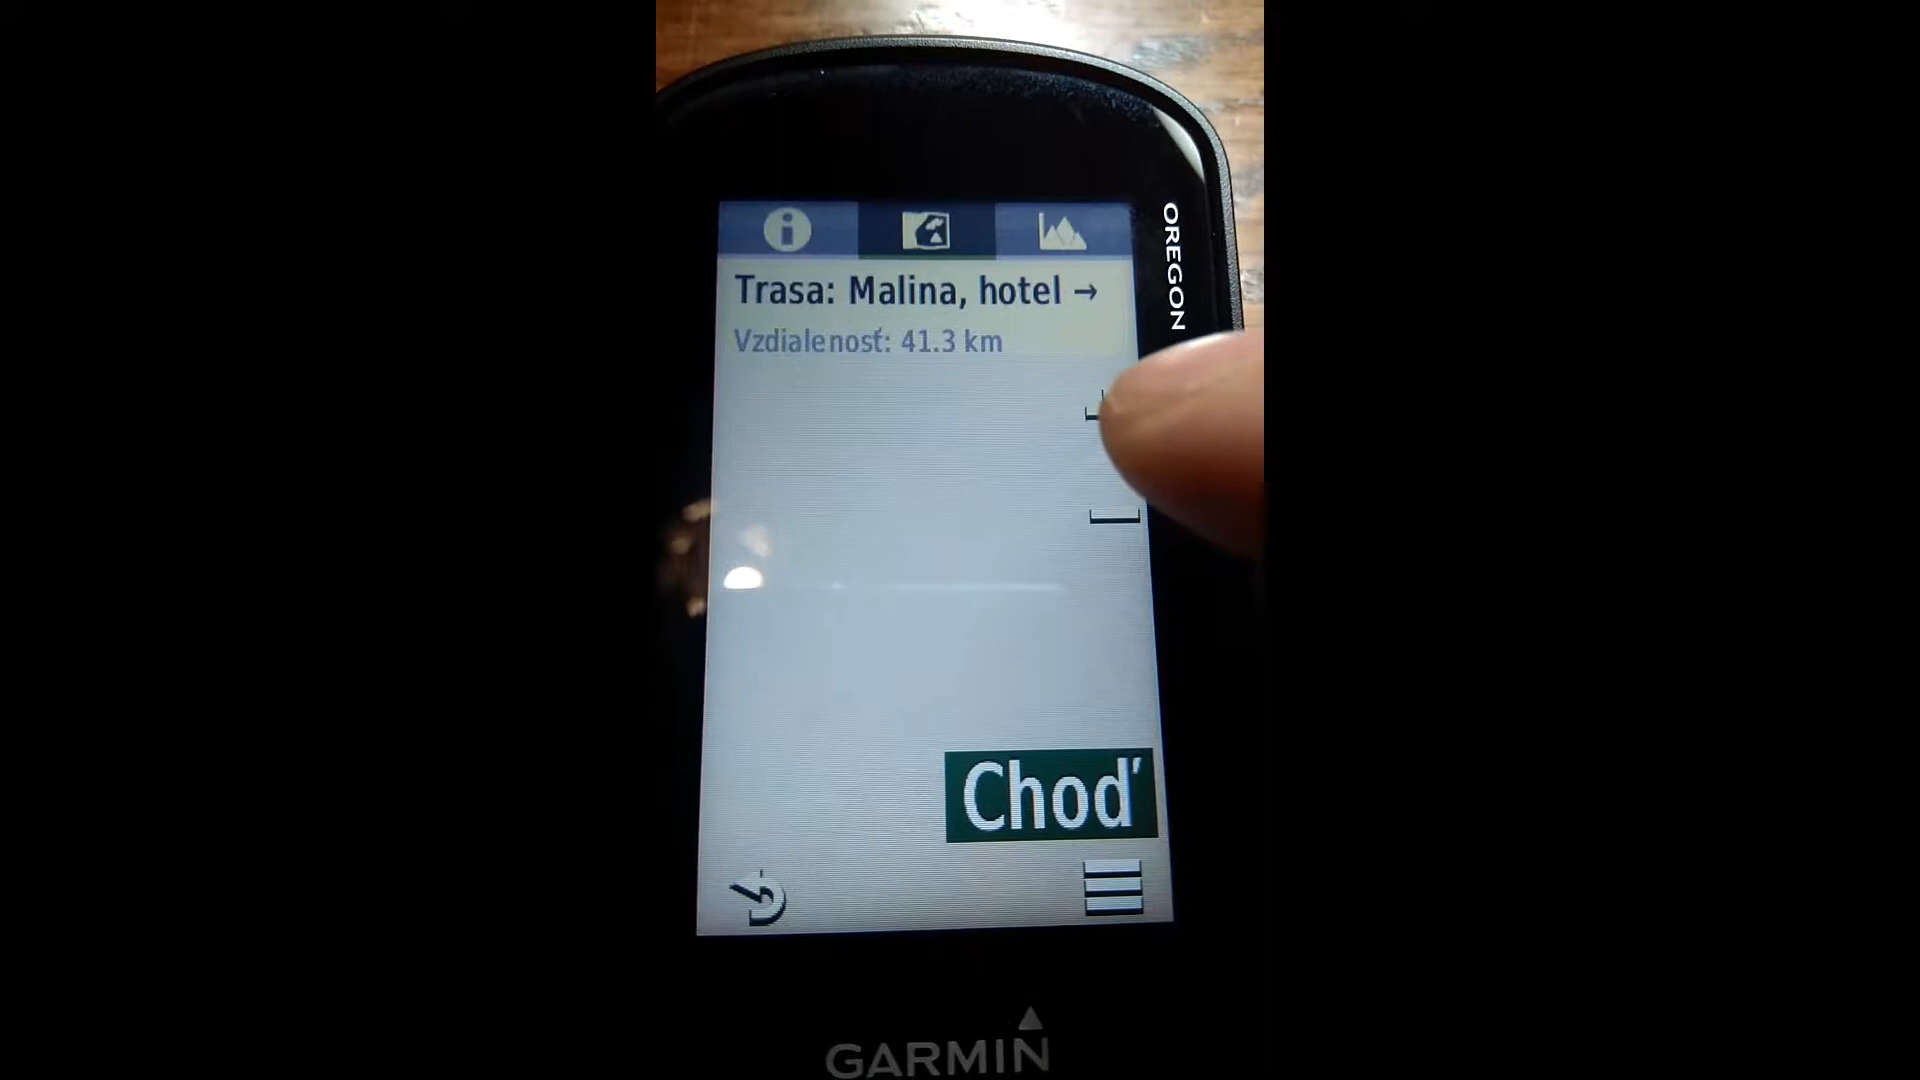 OREGON
Trasa: Malina, hotel →
Vzdialenosť: 41.3 km
Choď
GARMIN